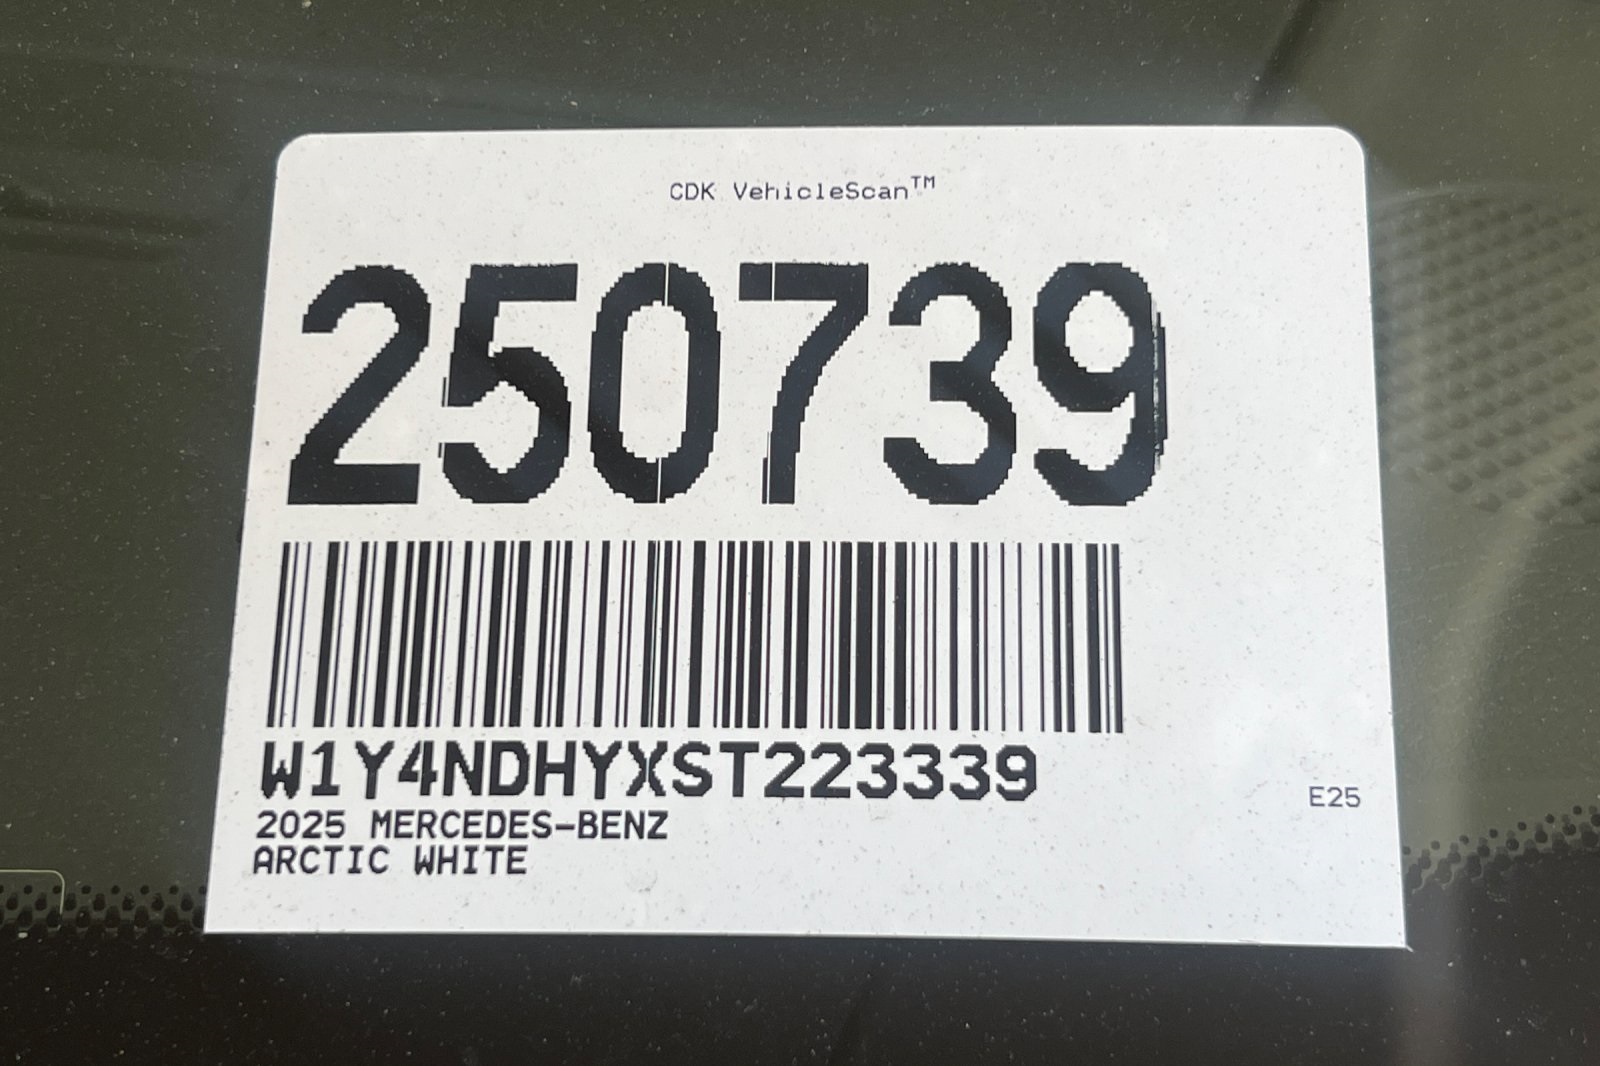 CDK VehicleScan™
250739
W1Y4NDHYXST223339
2025 MERCEDES-BENZ
ARCTIC WHITE
E25